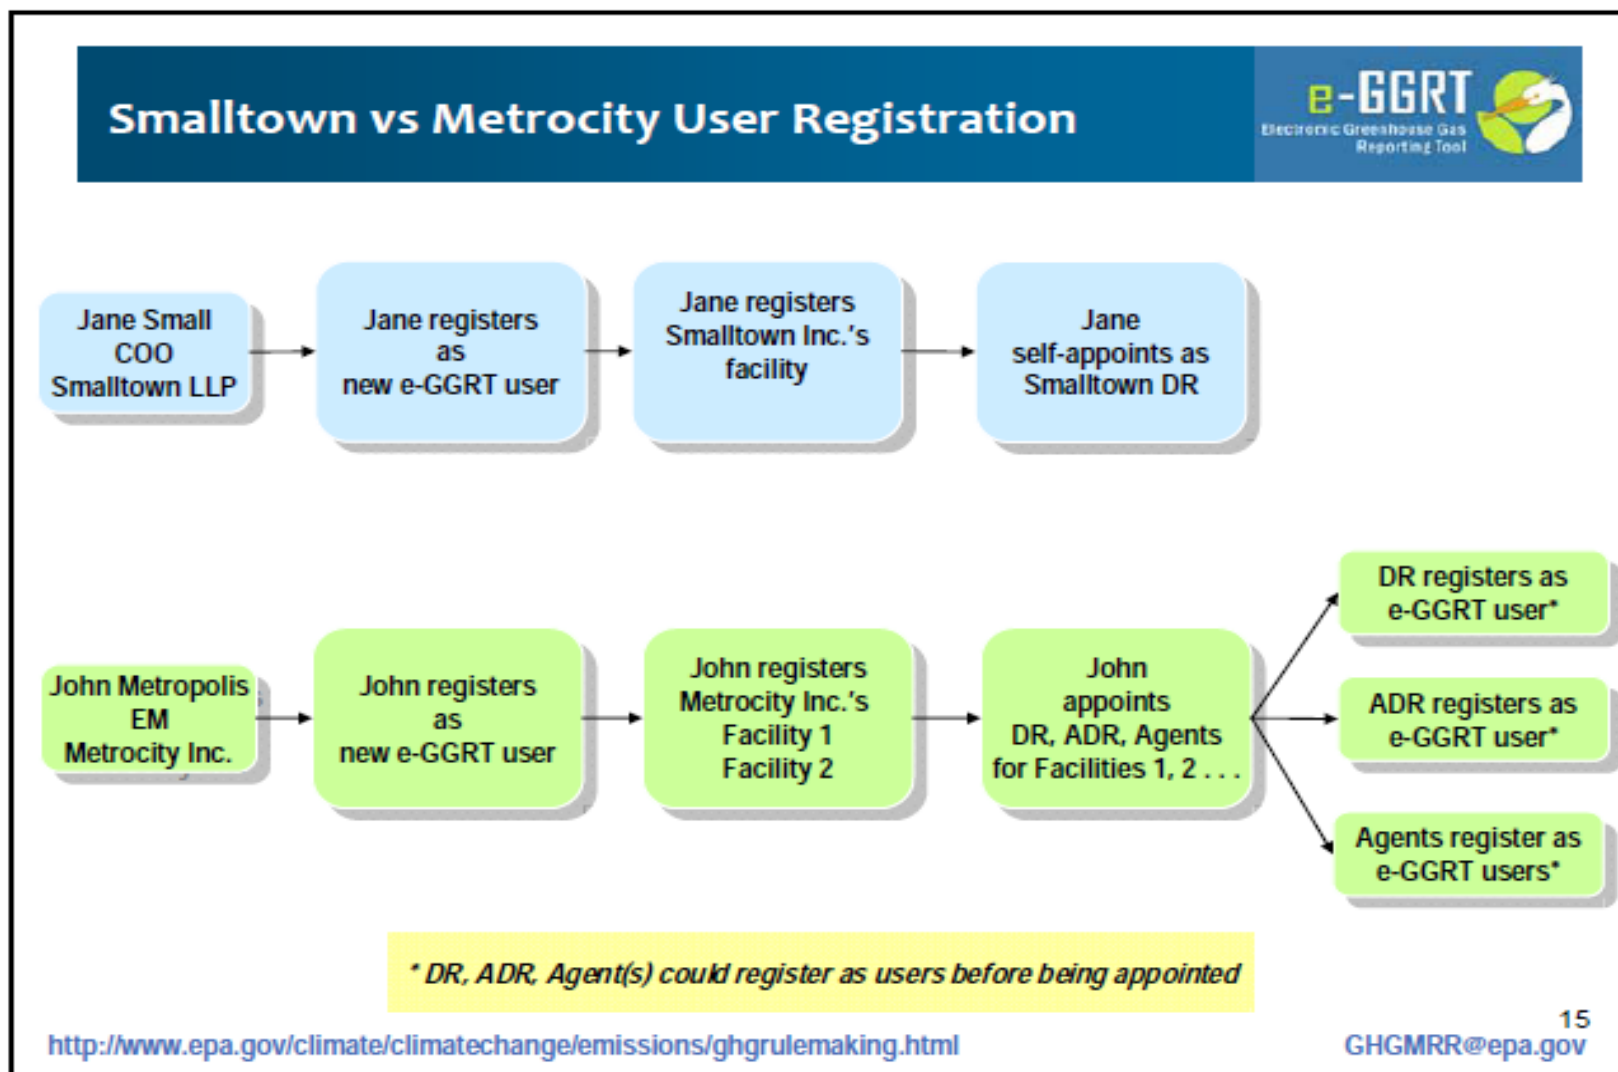 Smalltown vs Metrocity User Registration
e-GGRT
Electronic Greenhouse Gas
Reporting Tool
Jane Small
COO
Smalltown LLP
Jane registers
as
new e-GGRT user
Jane registers
Smalltown Inc.'s
facility
Jane
self-appoints as
Smalltown DR
John Metropolis
EM
Metrocity Inc.
John registers
as
new e-GGRT user
John registers
Metrocity Inc.'s
Facility 1
Facility 2
John
appoints
DR, ADR, Agents
for Facilities 1, 2 . . .
DR registers as
e-GGRT user*
ADR registers as
e-GGRT user*
Agents register as
e-GGRT users*
* DR, ADR, Agent(s) could register as users before being appointed
15
http://www.epa.gov/climate/climatechange/emissions/ghgrulemaking.html
GHGMRR@epa.gov